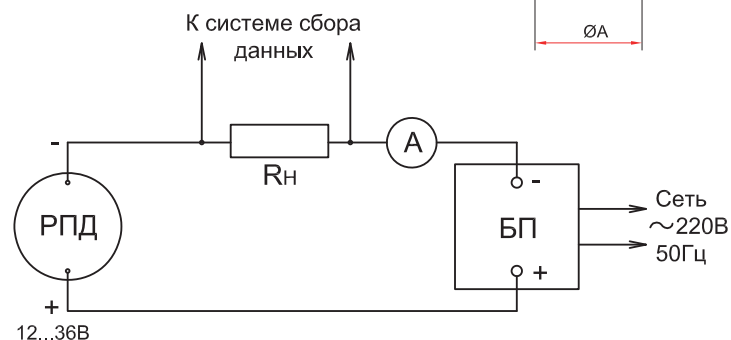 К системе сбора
данных
ØA
-
Rн
A
-
РПД
БП
Сеть
~220В
50Гц
+
+
12...36В